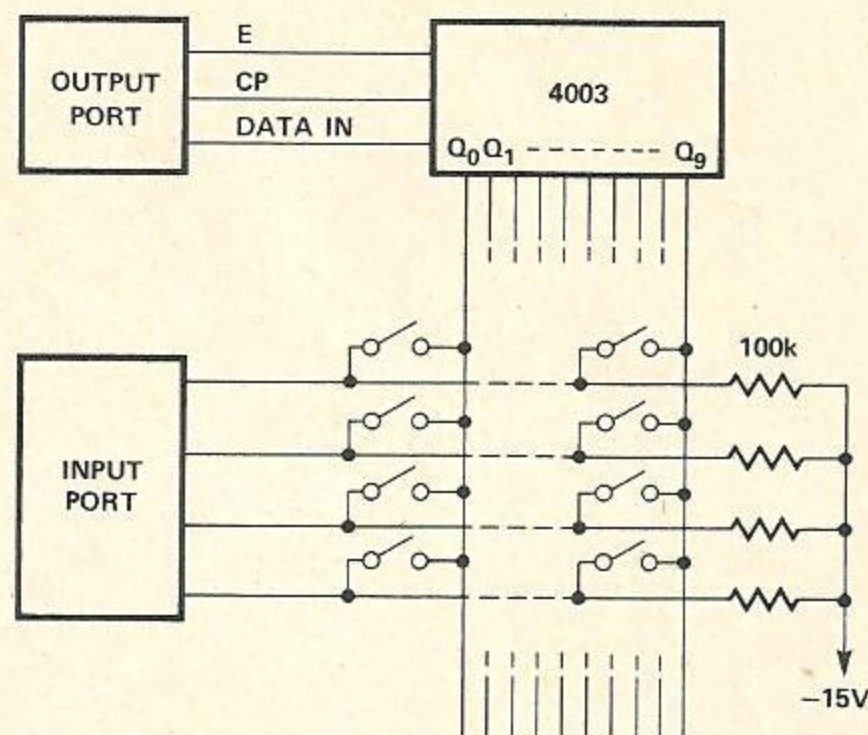 OUTPUT
PORT
E
CP
DATA IN
4003
Q0 Q1 Q9
INPUT
PORT
100k
−15V